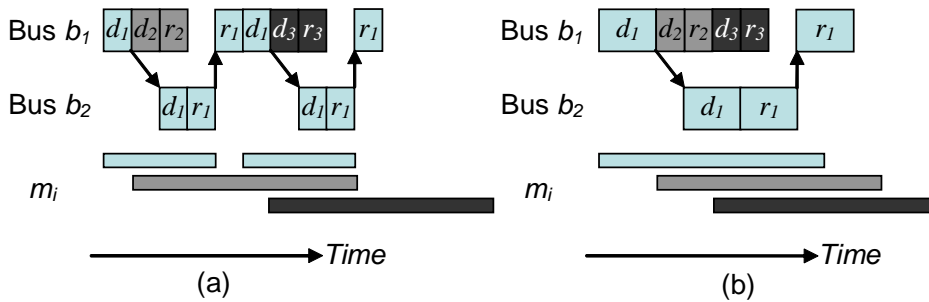 Bus b1 d1 d2 r2 r1 d1 d3 r3 r1
Bus b2 d1 r1 d1 r1
mi
Time
(a)
Bus b1 d1 d2 r2 d3 r3 r1
Bus b2 d1 r1
mi
Time
(b)